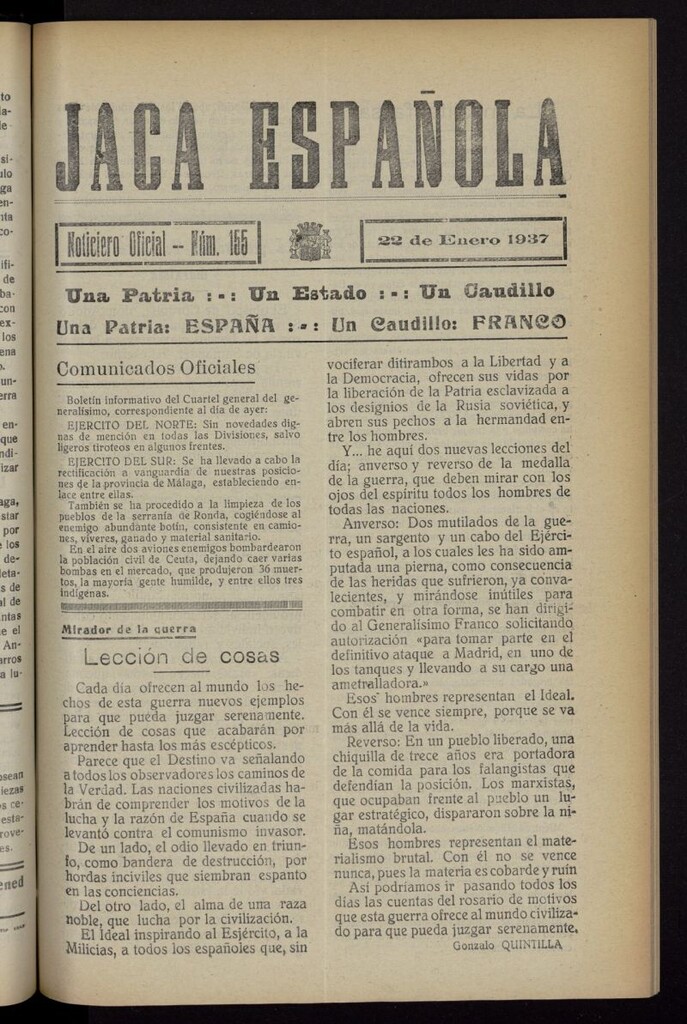 JACA ESPAÑOLA
Noticiero Oficial -- Núm. 155
22 de Enero 1937
Una Patria :-: Un Estado :-: Un Caudillo
Una Patria: ESPAÑA :-: Un Caudillo: FRANCO
Comunicados Oficiales
Boletín informativo del Cuartel general del ge-
neralísimo, correspondiente al día de ayer:
EJERCITO DEL NORTE: Sin novedades dig-
nas de mención en todas las Divisiones, salvo
ligeros tiroteos en algunos frentes.
EJERCITO DEL SUR: Se ha llevado a cabo la
rectificación a vanguardia de nuestras posicio-
nes de la provincia de Málaga, estableciendo en-
lace entre ellas.
También se ha procedido a la limpieza de los
pueblos de la serranía de Ronda, cogiéndose al
enemigo abundante botín, consistente en camio-
nes, víveres, ganado y material sanitario.
En el aire dos aviones enemigos bombardearon
la población civil de Ceuta, dejando caer varias
bombas en el mercado, que produjeron 36 muer-
tos, la mayoría gente humilde, y entre ellos tres
indígenas.
Mirador de la guerra
Lección de cosas
Cada día ofrecen al mundo los he-
chos de esta guerra nuevos ejemplos
para que pueda juzgar serenamente.
Lección de cosas que acabarán por
aprender hasta los más escépticos.
Parece que el Destino va señalando
a todos los observadores los caminos de
la Verdad. Las naciones civilizadas ha-
brán de comprender los motivos de la
lucha y la razón de España cuando se
levantó contra el comunismo invasor.
De un lado, el odio llevado en triun-
fo, como bandera de destrucción, por
hordas inciviles que siembran espanto
en las conciencias.
Del otro lado, el alma de una raza
noble, que lucha por la civilización.
El Ideal inspirando al Esjército, a la
Milicias, a todos los españoles que, sin
vociferar ditirambos a la Libertad y a
la Democracia, ofrecen sus vidas por
la liberación de la Patria esclavizada a
los designios de la Rusia soviética, y
abren sus pechos a la hermandad en-
tre los hombres.
Y... he aquí dos nuevas lecciones del
día; anverso y reverso de la medalla
de la guerra, que deben mirar con los
ojos del espíritu todos los hombres de
todas las naciones.
Anverso: Dos mutilados de la gue-
rra, un sargento y un cabo del Ejérci-
to español, a los cuales les ha sido am-
putada una pierna, como consecuencia
de las heridas que sufrieron, ya conva-
lecientes, y mirándose inútiles para
combatir en otra forma, se han dirigi-
do al Generalísimo Franco solicitando
autorización «para tomar parte en el
definitivo ataque a Madrid, en uno de
los tanques y llevando a su cargo una
ametralladora.»
Esos hombres representan el Ideal.
Con él se vence siempre, porque se va
más allá de la vida.
Reverso: En un pueblo liberado, una
chiquilla de trece años era portadora
de la comida para los falangistas que
defendían la posición. Los marxistas,
que ocupaban frente al pueblo un lu-
gar estratégico, dispararon sobre la ni-
ña, matándola.
Esos hombres representan el mate-
rialismo brutal. Con él no se vence
nunca, pues la materia es cobarde y ruin
Así podríamos ir pasando todos los
días las cuentas del rosario de motivos
que esta guerra ofrece al mundo civiliza-
do para que pueda juzgar serenamente.
Gonzalo QUINTILLA